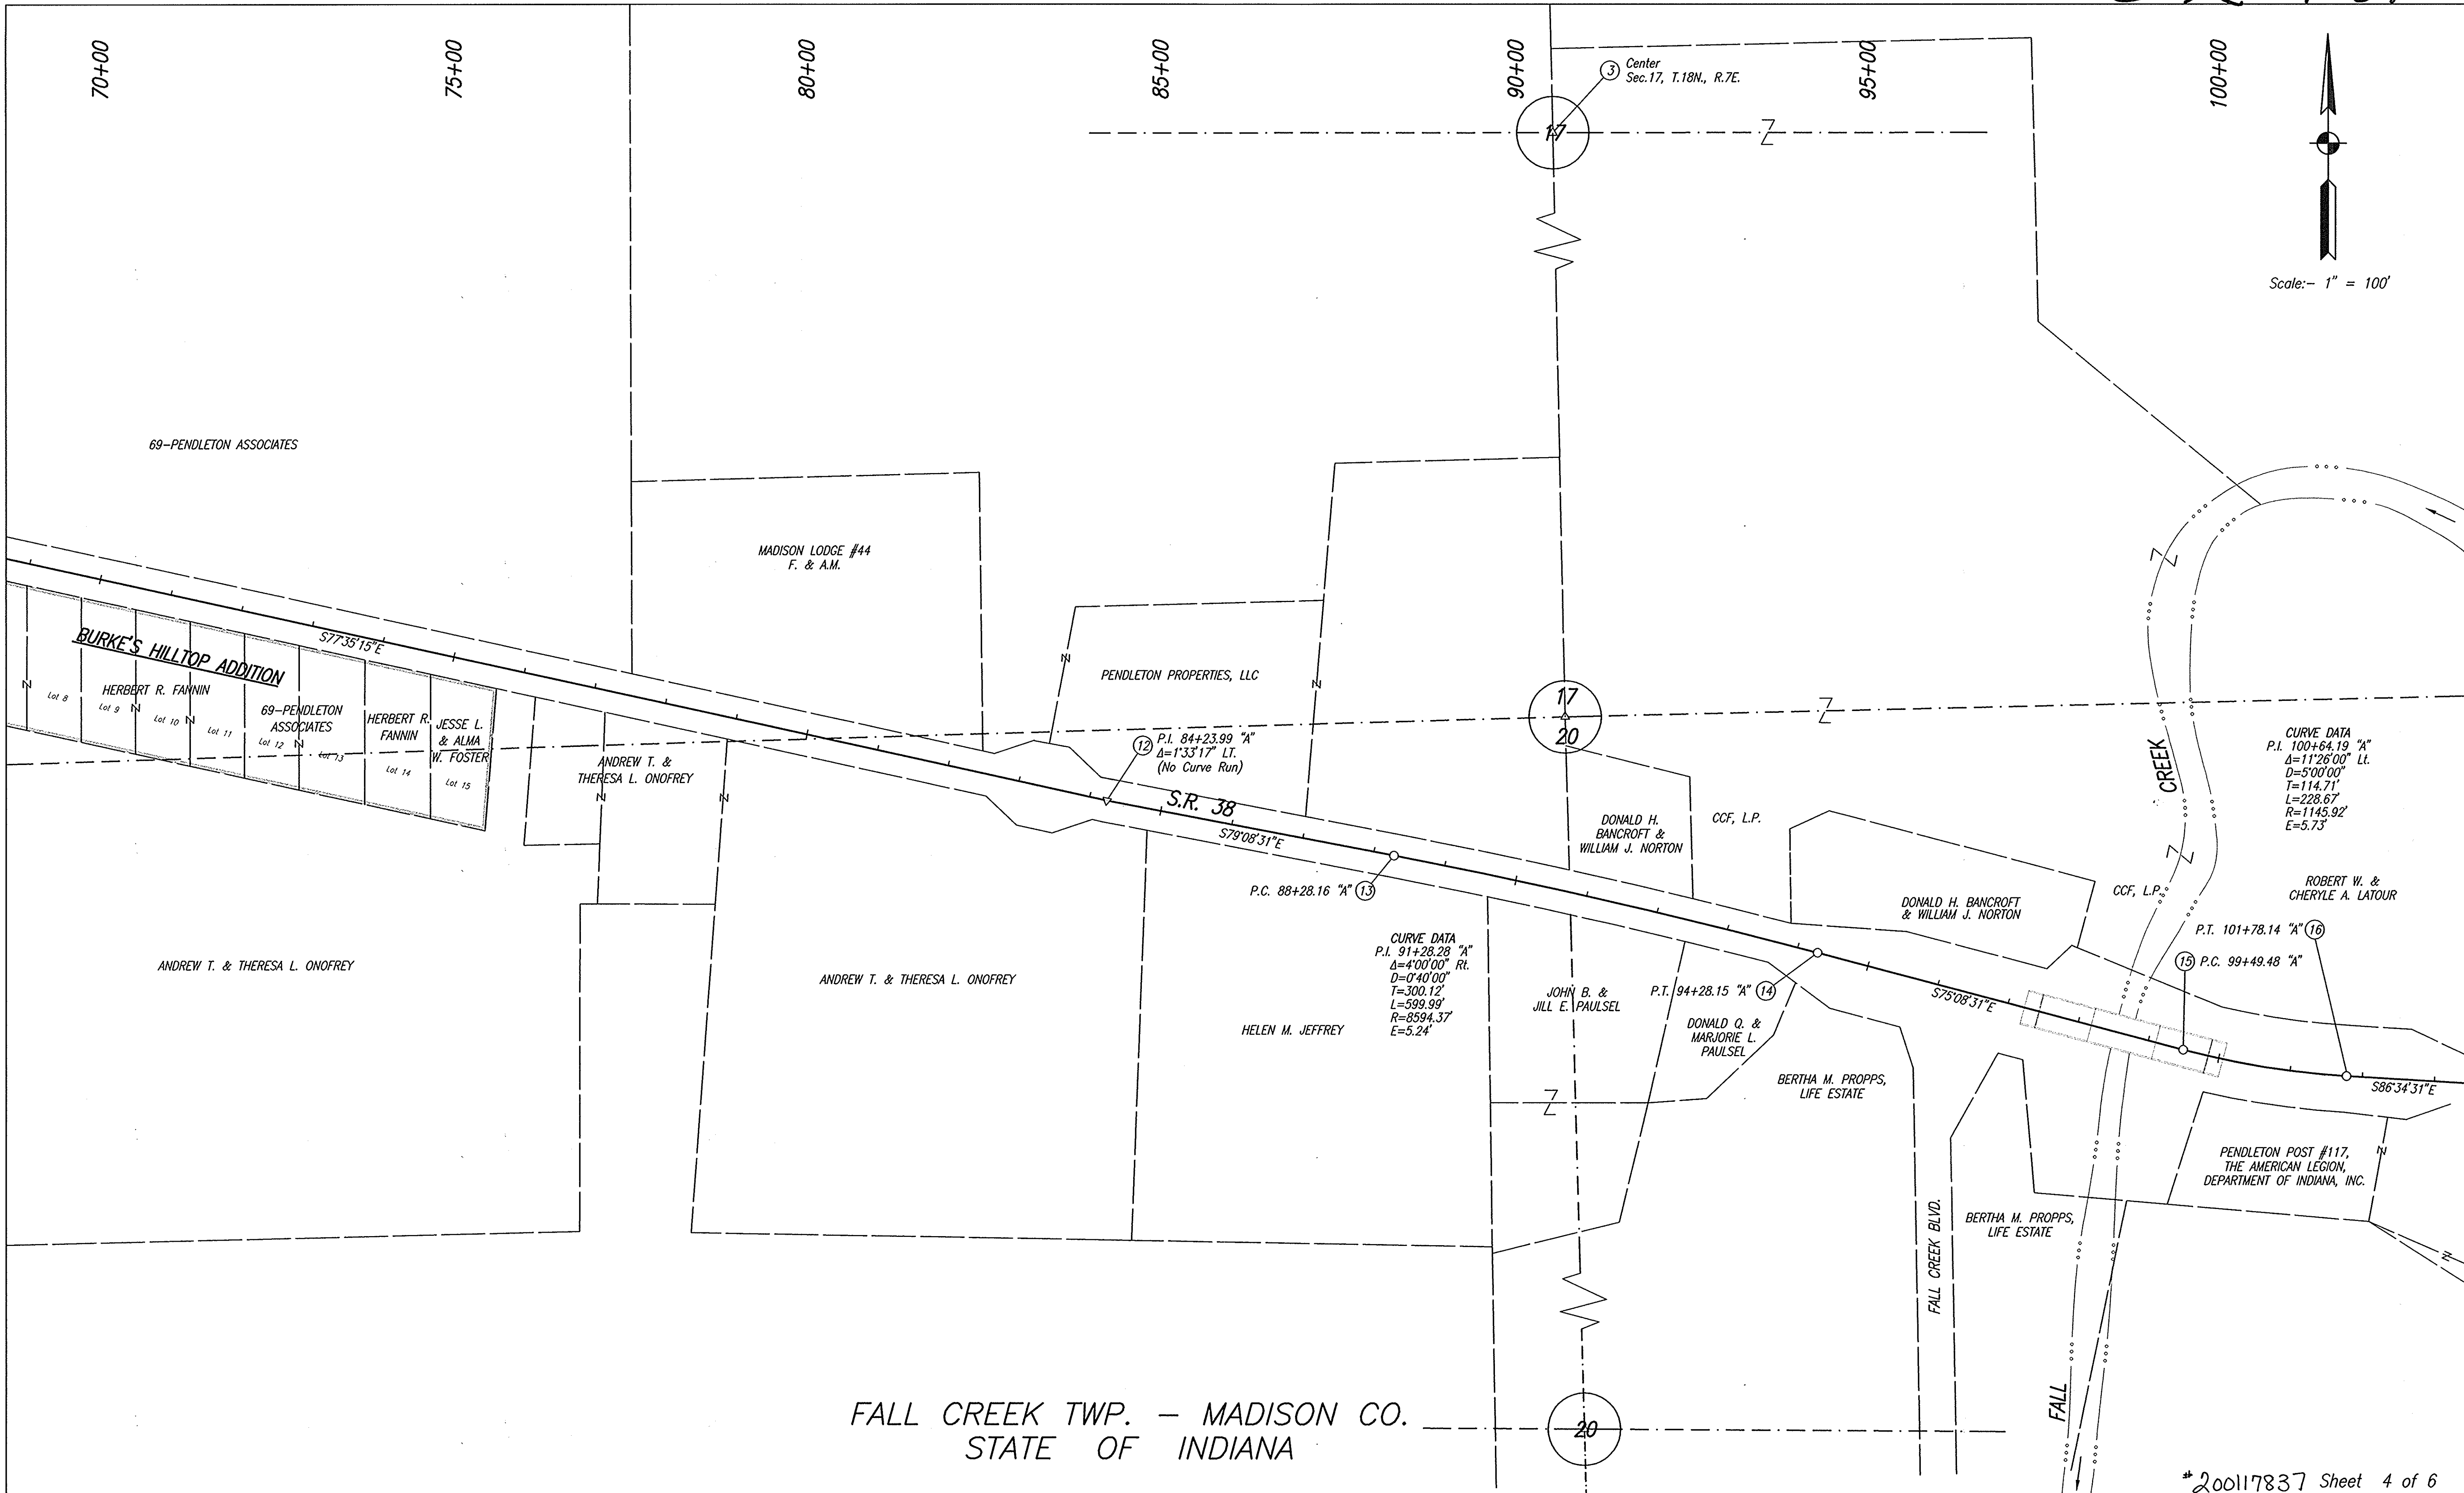 70+00
75+00
80+00
85+00
90+00
95+00
100+00
3
Center
Sec.17, T.18N., R.7E.
17
Scale:- 1" = 100'
69-PENDLETON ASSOCIATES
MADISON LODGE #44
F. & A.M.
PENDLETON PROPERTIES, LLC
S77°35'15"E
BURKE'S HILLTOP ADDITION
HERBERT R. FANNIN
Lot 8
Lot 9
Lot 10
Lot 11
69-PENDLETON
ASSOCIATES
Lot 12
Lot 13
HERBERT R.
FANNIN
Lot 14
JESSE L.
& ALMA
W. FOSTER
Lot 15
ANDREW T. &
THERESA L. ONOFREY
12
P.I. 84+23.99 "A"
Δ=1°33'17" LT.
(No Curve Run)
S.R. 38
S79°08'31"E
17
20
DONALD H.
BANCROFT &
WILLIAM J. NORTON
CCF, L.P.
DONALD H. BANCROFT
& WILLIAM J. NORTON
CCF, L.P.
CREEK
CURVE DATA
P.I. 100+64.19 "A"
Δ=11°26'00" Lt.
D=5°00'00"
T=114.71'
L=228.67'
R=1145.92'
E=5.73'
ROBERT W. &
CHERYLE A. LATOUR
P.T. 101+78.14 "A" 16
15 P.C. 99+49.48 "A"
P.C. 88+28.16 "A" 13
ANDREW T. & THERESA L. ONOFREY
ANDREW T. & THERESA L. ONOFREY
HELEN M. JEFFREY
CURVE DATA
P.I. 91+28.28 "A"
Δ=4°00'00" Rt.
D=0°40'00"
T=300.12'
L=599.99'
R=8594.37'
E=5.24'
JOHN B. &
JILL E. PAULSEL
P.T. 94+28.15 "A" 14
DONALD Q. &
MARJORIE L.
PAULSEL
S75°08'31"E
BERTHA M. PROPPS,
LIFE ESTATE
S86°34'31"E
PENDLETON POST #117,
THE AMERICAN LEGION,
DEPARTMENT OF INDIANA, INC.
FALL CREEK BLVD.
BERTHA M. PROPPS,
LIFE ESTATE
FALL
20
FALL CREEK TWP. - MADISON CO.
STATE OF INDIANA
#200117837 Sheet 4 of 6